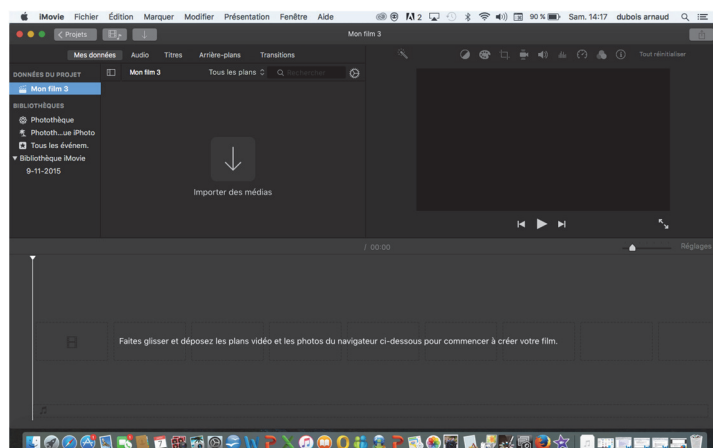 iMovie Fichier Édition Marquer Modifier Présentation Fenêtre Aide 2 90 % Sam. 14:17 dubois arnaud
Projets Mon film 3
Mes données Audio Titres Arrière-plans Transitions Tout réinitialiser
DONNÉES DU PROJET Mon film 3 Tous les plans Rechercher
Mon film 3
BIBLIOTHÈQUES
Photothèque
Phototh...ue iPhoto
Tous les événem.
Bibliothèque iMovie
9-11-2015
Importer des médias
/ 00:00 Réglages
Faites glisser et déposez les plans vidéo et les photos du navigateur ci-dessous pour commencer à créer votre film.